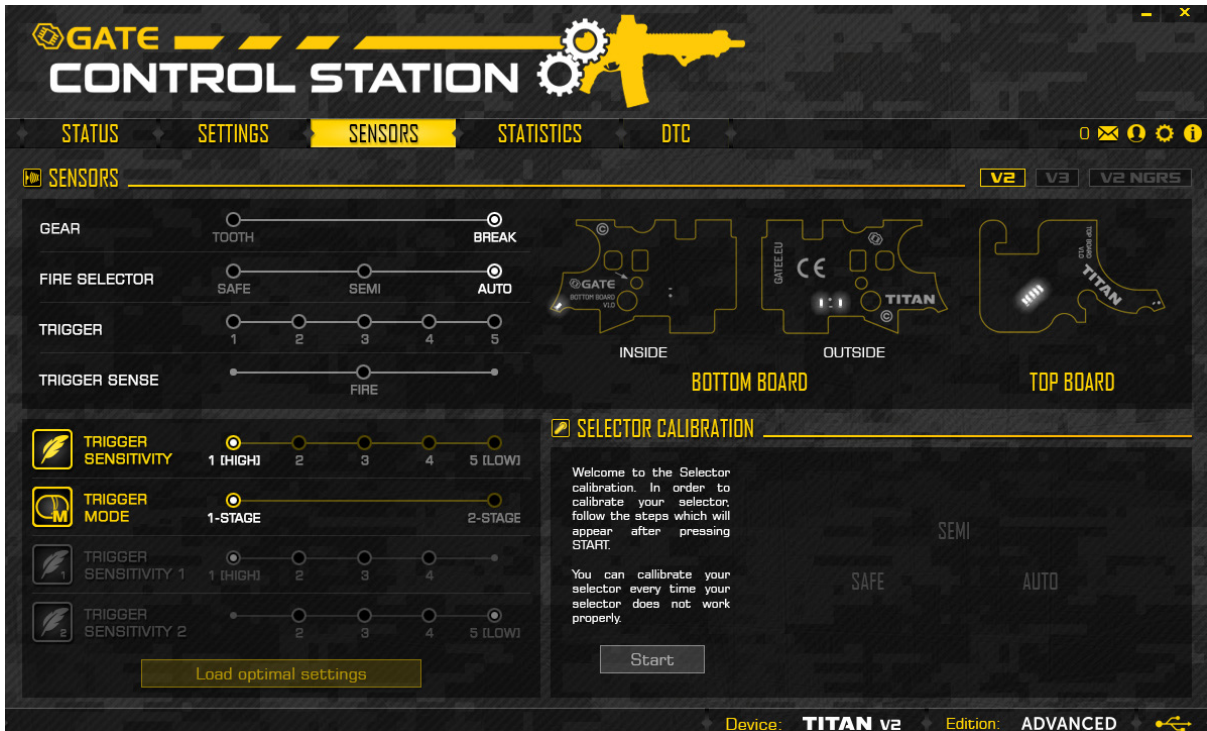 GATE
CONTROL STATION
STATUS SETTINGS SENSORS STATISTICS DTC 0
SENSORS V2 V3 V2 NGRS
GEAR TOOTH BREAK
FIRE SELECTOR SAFE SEMI AUTO
TRIGGER 1 2 3 4 5
TRIGGER SENSE FIRE
©
GATE
BOTTOM BOARD
V1.0
INSIDE
GATEE.EU
CE
TITAN
©
OUTSIDE
BOTTOM BOARD
TOP BOARD
V1.0
TITAN
TOP BOARD
TRIGGER
SENSITIVITY 1 [HIGH] 2 3 4 5 [LOW]
TRIGGER
MODE 1-STAGE 2-STAGE
TRIGGER
SENSITIVITY 1 1 [HIGH] 2 3 4
TRIGGER
SENSITIVITY 2 2 3 4 5 [LOW]
M
1
2
Load optimal settings
SELECTOR CALIBRATION
Welcome to the Selector
calibration. In order to
calibrate your selector,
follow the steps which will
appear after pressing
START.
You can callibrate your
selector every time your
selector does not work
properly.
Start
SEMI
SAFE AUTO
Device: TITAN V2 Edition: ADVANCED